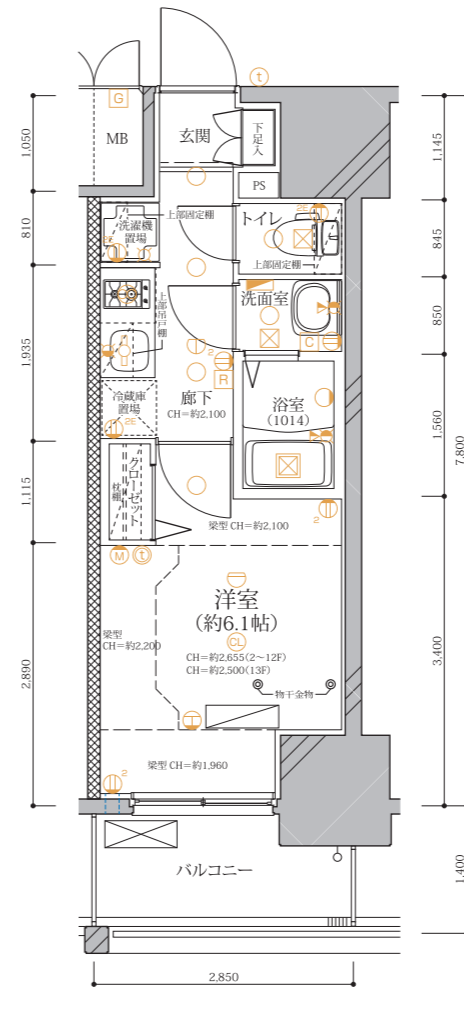 t
G
MB
玄関
下足入
PS
1,050
1,145
上部固定棚
洗濯機
置場
2E
トイレ
2E
上部固定棚
810
845
洗面室
C
850
上部吊戸棚
1,935
2
R
廊下
CH=約2,100
冷蔵庫
置場
2E
浴室
(1014)
1,560
7,800
クローゼット
枕棚
1,115
M
t
2
梁型 CH=約2,100
洋室
(約6.1帖)
CL
梁型
CH=約2,200
CH=約2,655(2〜12F)
CH=約2,500(13F)
物干金物
2,890
3,400
梁型 CH=約1,960
2
バルコニー
1,400
2,850